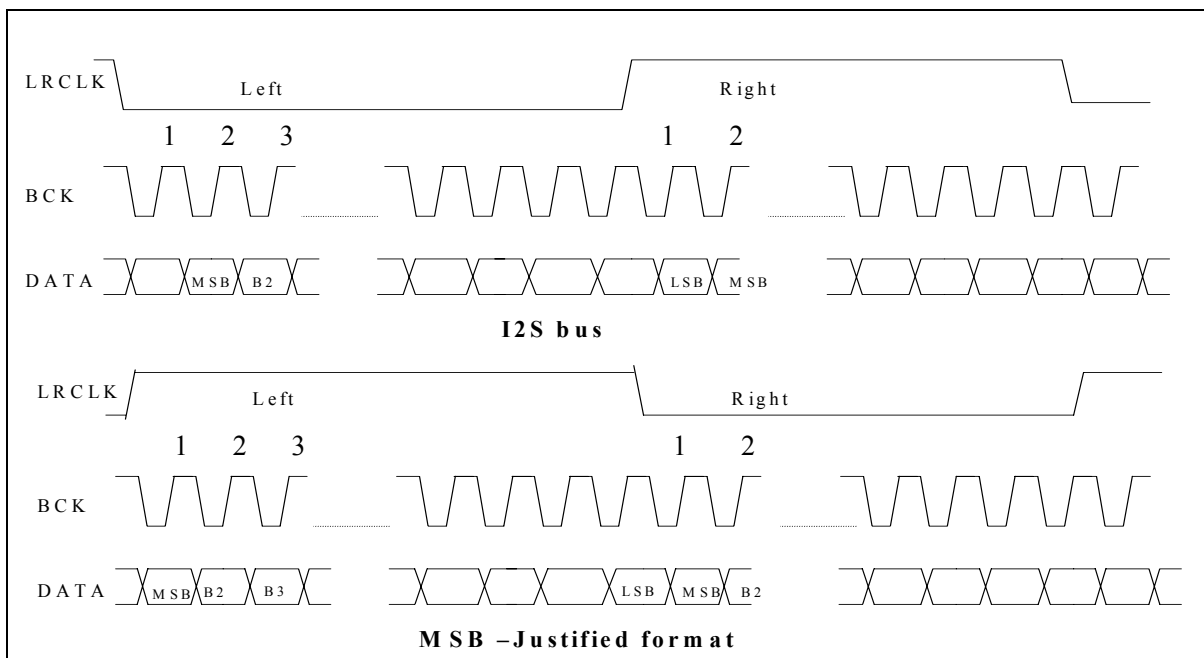 LRCLK Left Right
1 2 3 1 2
BCK
DATA MSB B2 LSB MSB
I2S bus
LRCLK Left Right
1 2 3 1 2
BCK
DATA MSB B2 B3 LSB MSB B2
MSB –Justified format